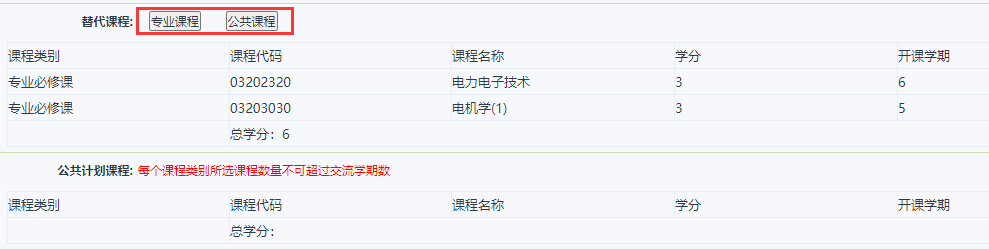 替代课程: 专业课程 公共课程
课程类别 课程代码 课程名称 学分 开课学期
专业必修课 03202320 电力电子技术 3 6
专业必修课 03203030 电机学(1) 3 5
总学分：6
公共计划课程: 每个课程类别所选课程数量不可超过交流学期数
课程类别 课程代码 课程名称 学分 开课学期
总学分：